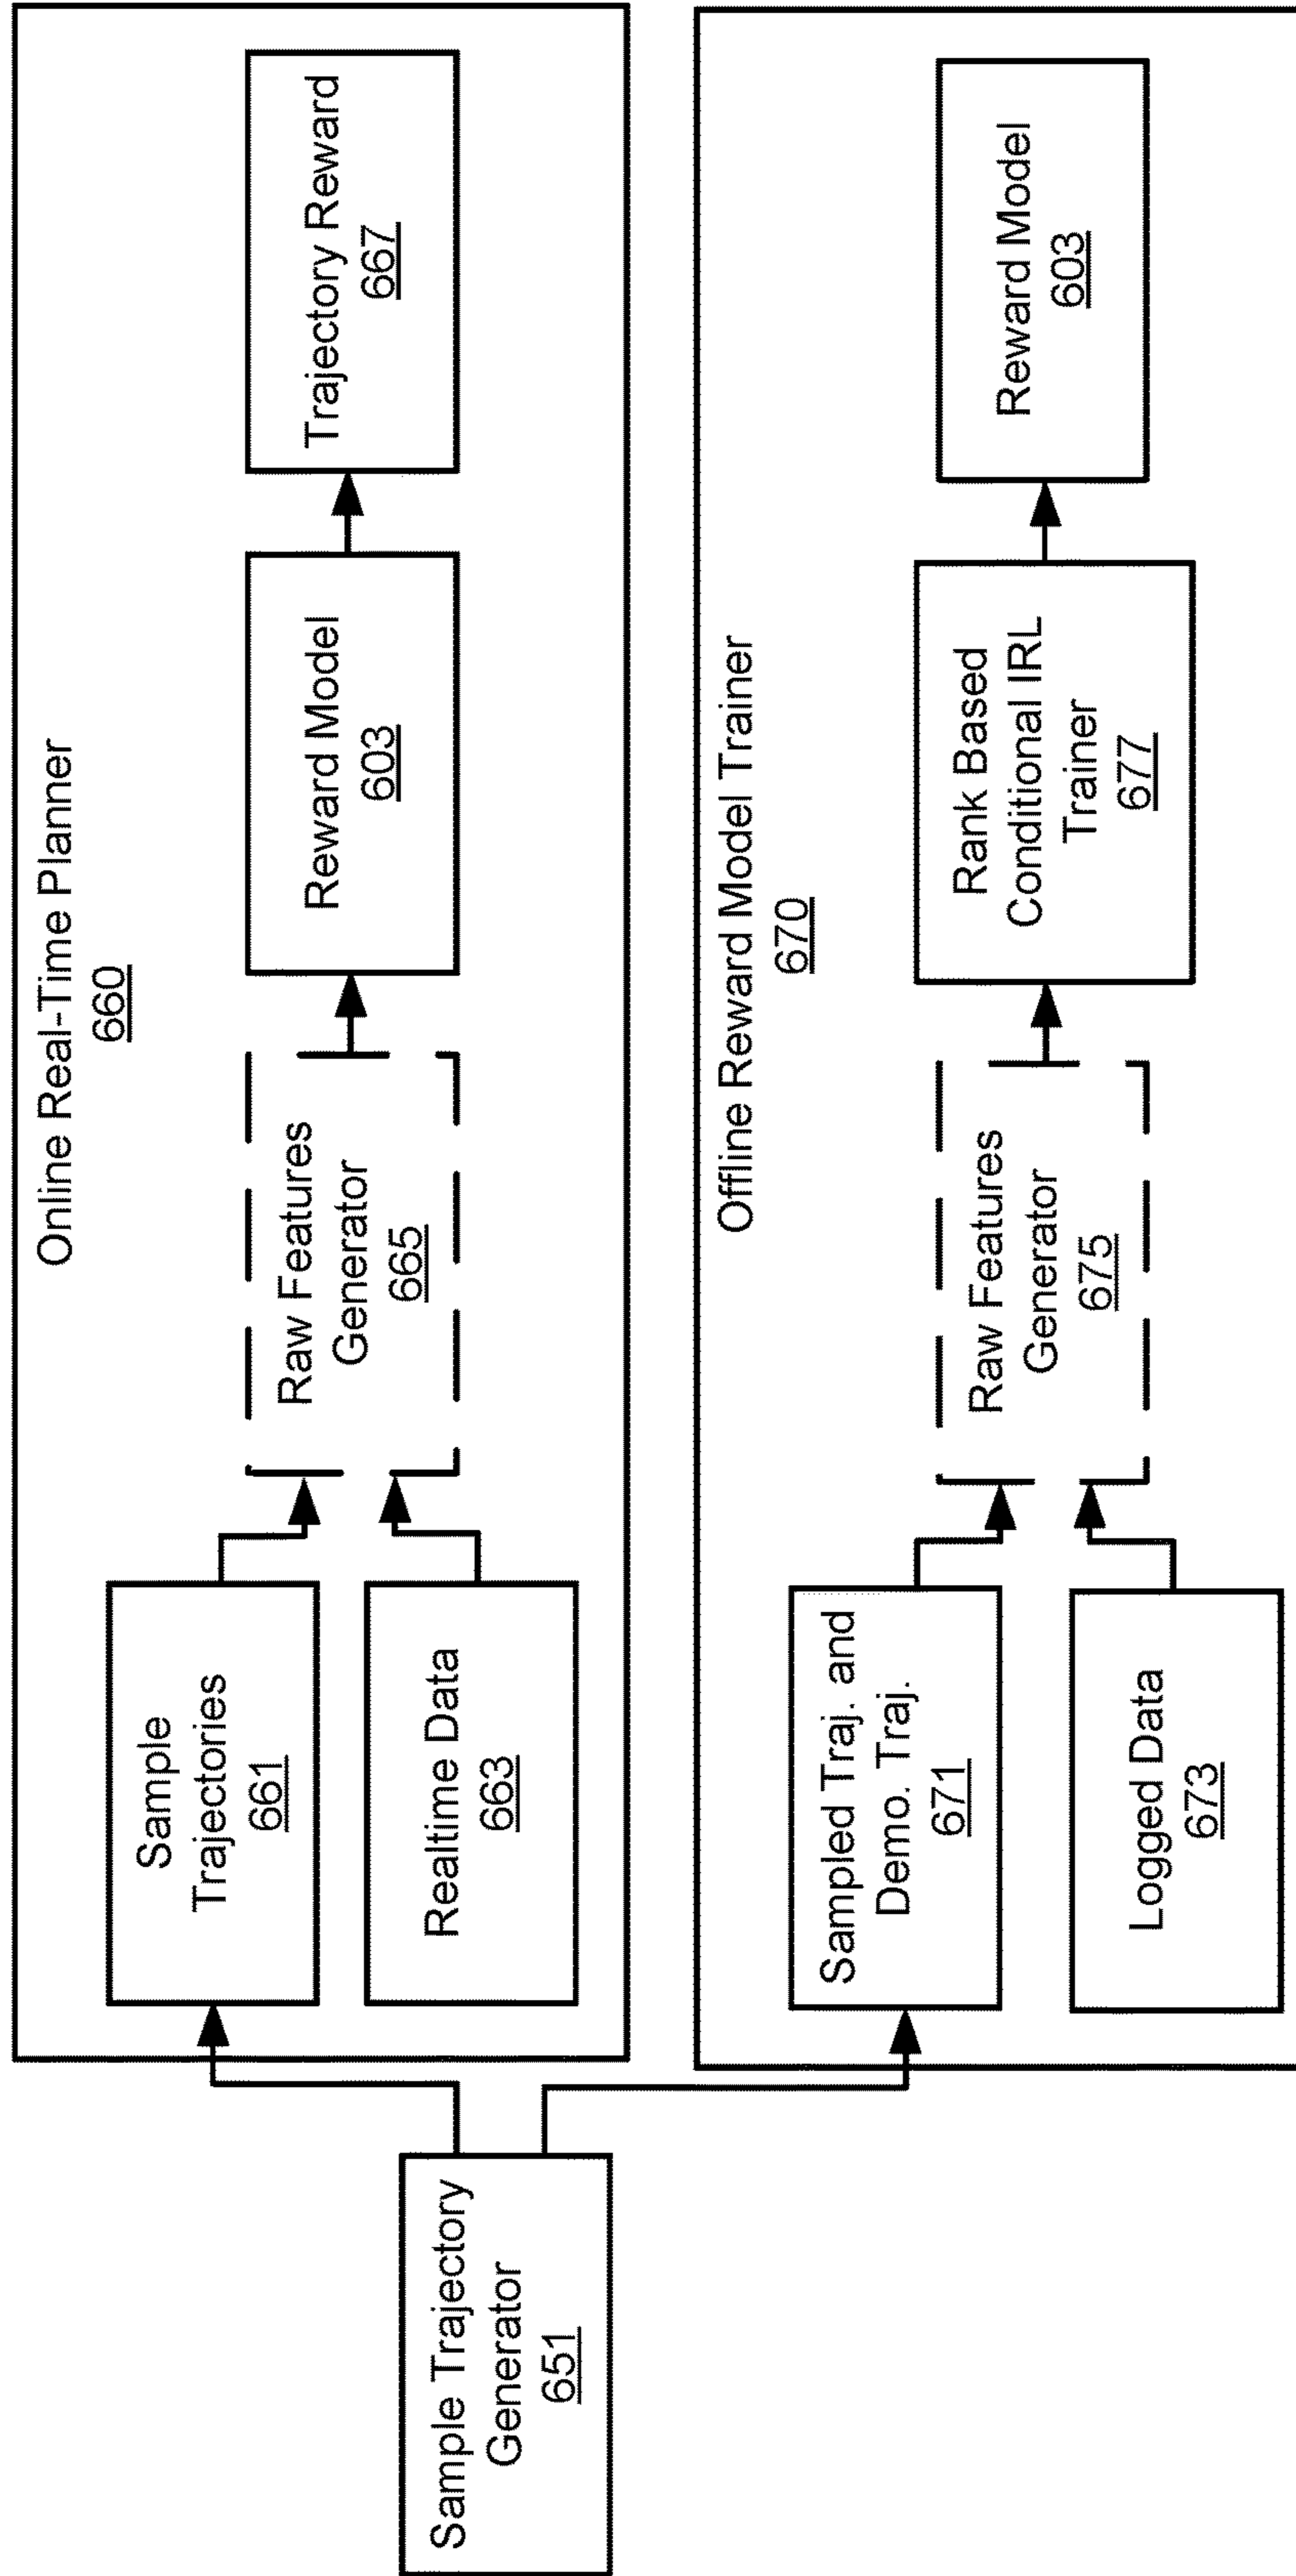 Sample Trajectory
Generator
651
Online Real-Time Planner
660
Sample
Trajectories
661
Realtime Data
663
Raw Features
Generator
665
Reward Model
603
Trajectory Reward
667
Offline Reward Model Trainer
670
Sampled Traj. and
Demo. Traj.
671
Logged Data
673
Raw Features
Generator
675
Rank Based
Conditional IRL
Trainer
677
Reward Model
603